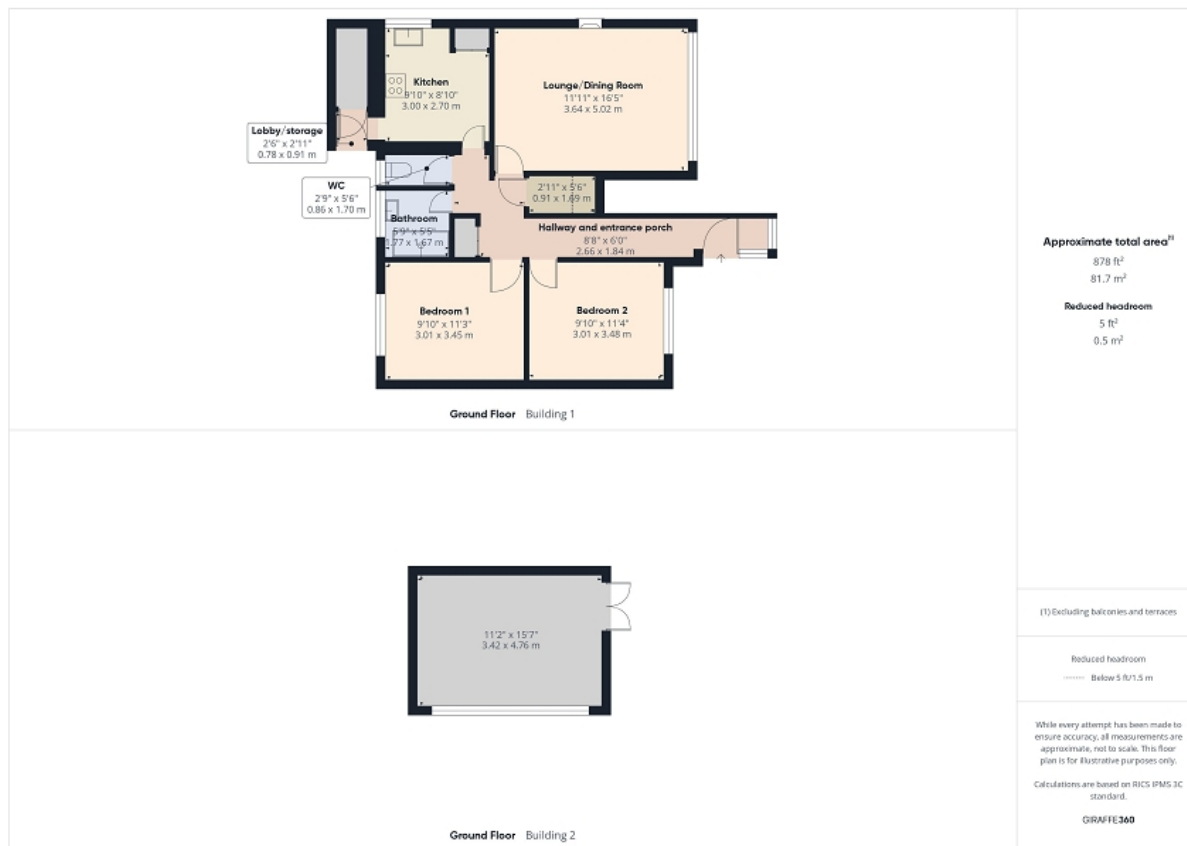 Kitchen
9'10" x 8'10"
3.00 x 2.70 m
Lounge/Dining Room
11'11" x 16'5"
3.64 x 5.02 m
Lobby/storage
2'6" x 2'11"
0.78 x 0.91 m
WC
2'9" x 5'6"
0.86 x 1.70 m
2'11" x 5'6"
0.91 x 1.69 m
Bathroom
5'9" x 5'5"
1.77 x 1.67 m
Hallway and entrance porch
8'8" x 6'0"
2.66 x 1.84 m
Bedroom 1
9'10" x 11'3"
3.01 x 3.45 m
Bedroom 2
9'10" x 11'4"
3.01 x 3.48 m
Ground Floor Building 1
11'2" x 15'7"
3.42 x 4.76 m
Ground Floor Building 2
Approximate total area
878 ft²
81.7 m²
Reduced headroom
5 ft²
0.5 m²
(1) Excluding balconies and terraces
Reduced headroom
Below 5 ft/1.5 m
While every attempt has been made to
ensure accuracy, all measurements are
approximate, not to scale. This floor
plan is for illustrative purposes only.
Calculations are based on RICS IPMS 3C
standard.
GIRAFFE360